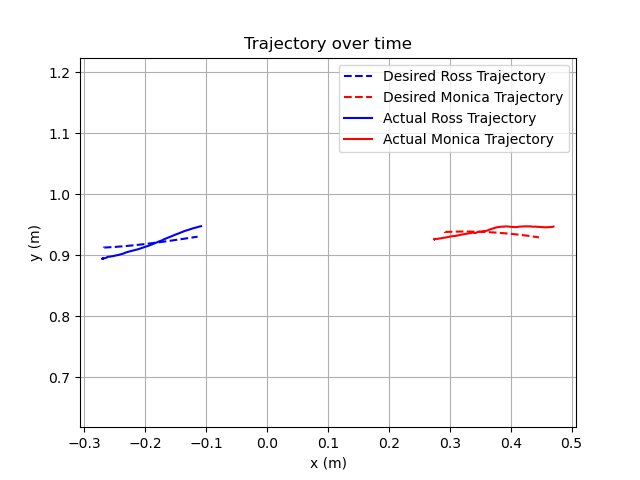 Trajectory over time
Desired Ross Trajectory
Desired Monica Trajectory
Actual Ross Trajectory
Actual Monica Trajectory
y (m)
1.2
1.1
1.0
0.9
0.8
0.7
−0.3 −0.2 −0.1 0.0 0.1 0.2 0.3 0.4 0.5
x (m)